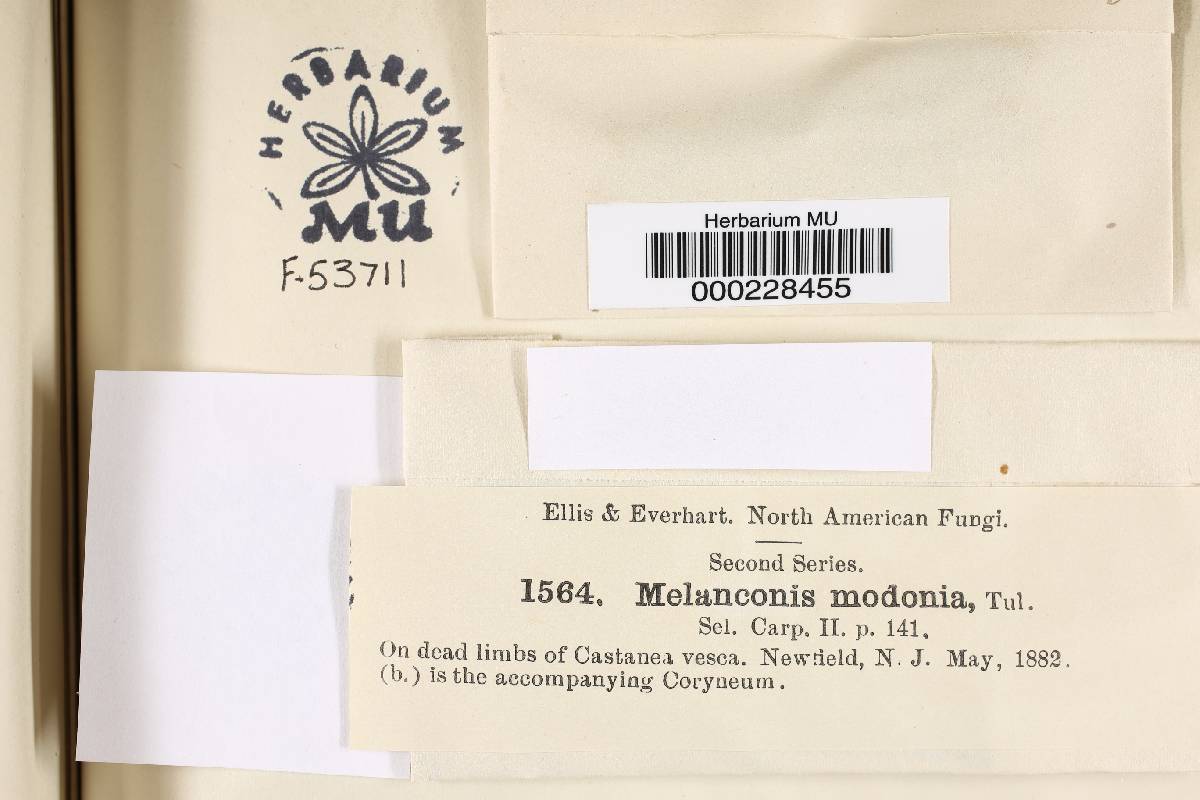 HERBARIUM
MU
F-53711
Herbarium MU
000228455
Ellis & Everhart. North American Fungi.
Second Series.
1564. Melanconis modonia, Tul.
Sel. Carp. II. p. 141.
On dead limbs of Castanea vesca. Newfield, N. J. May, 1882.
(b.) is the accompanying Coryneum.